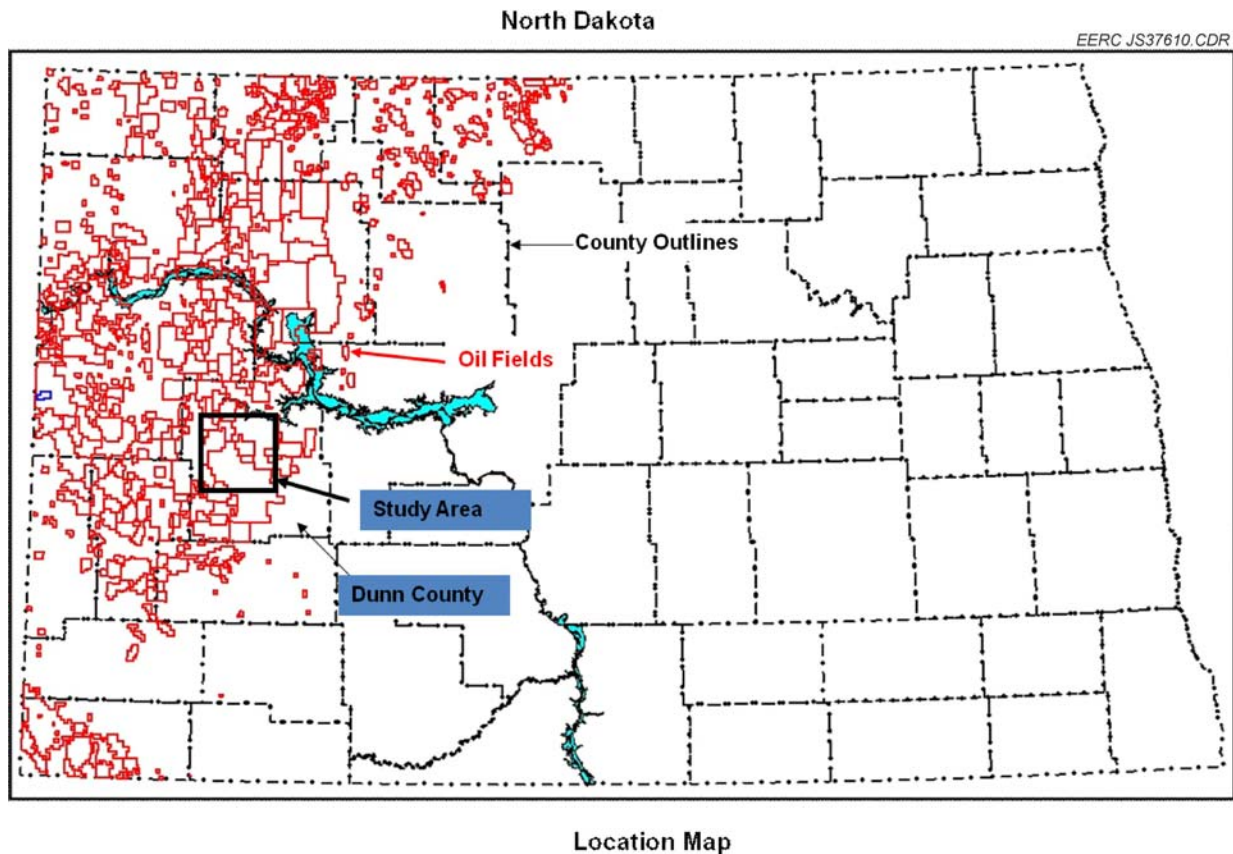 North Dakota
EERC JS37610.CDR
County Outlines
Oil Fields
Study Area
Dunn County
Location Map